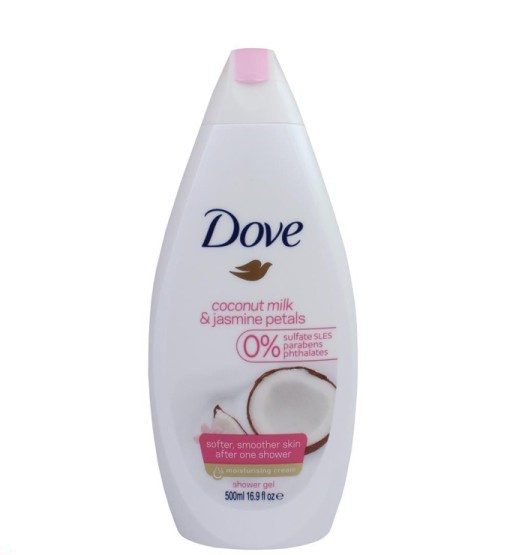 Dove
coconut milk
& jasmine petals
0% sulfate SLES
parabens
phthalates
softer, smoother skin
after one shower
moisturising cream
shower gel
500ml 16.9 fl oz ℮